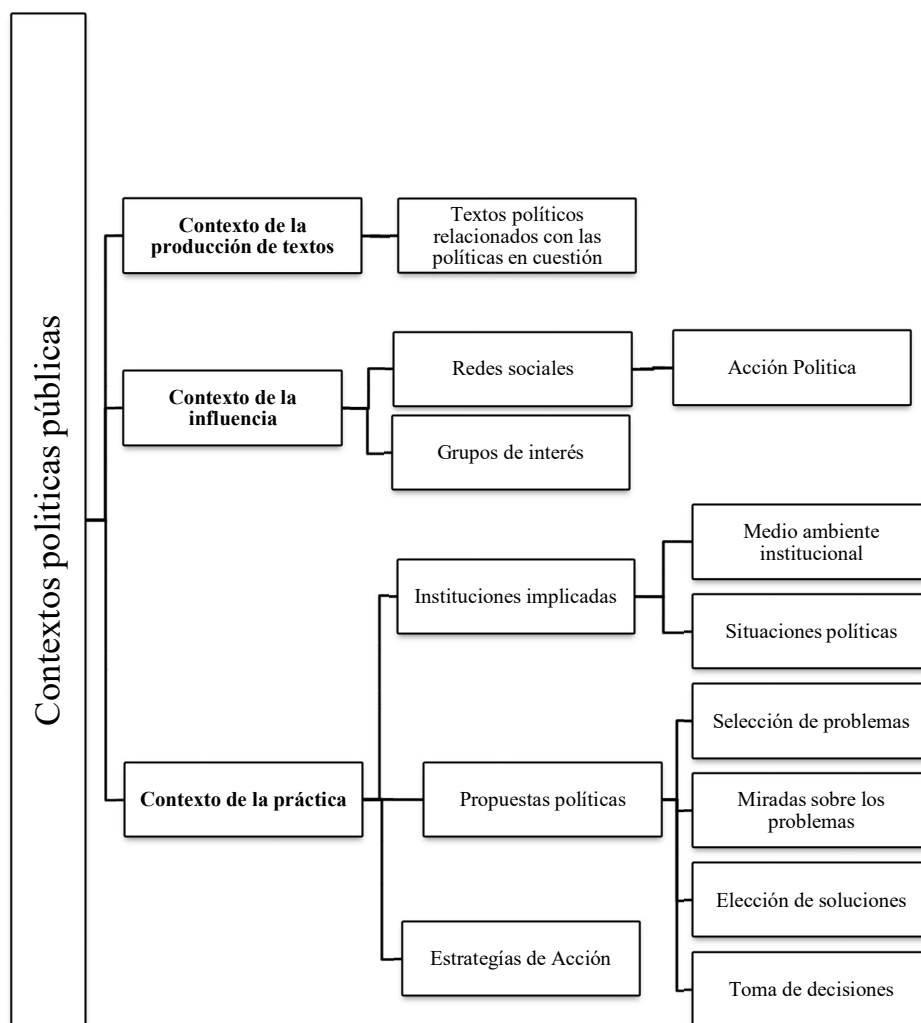 Contextos politicas públicas
Contexto de la
producción de textos
Textos políticos
relacionados con las
políticas en cuestión
Contexto de la
influencia
Redes sociales
Acción Politica
Grupos de interés
Contexto de la práctica
Instituciones implicadas
Medio ambiente
institucional
Situaciones políticas
Propuestas políticas
Selección de problemas
Miradas sobre los
problemas
Elección de soluciones
Toma de decisiones
Estrategías de Acción